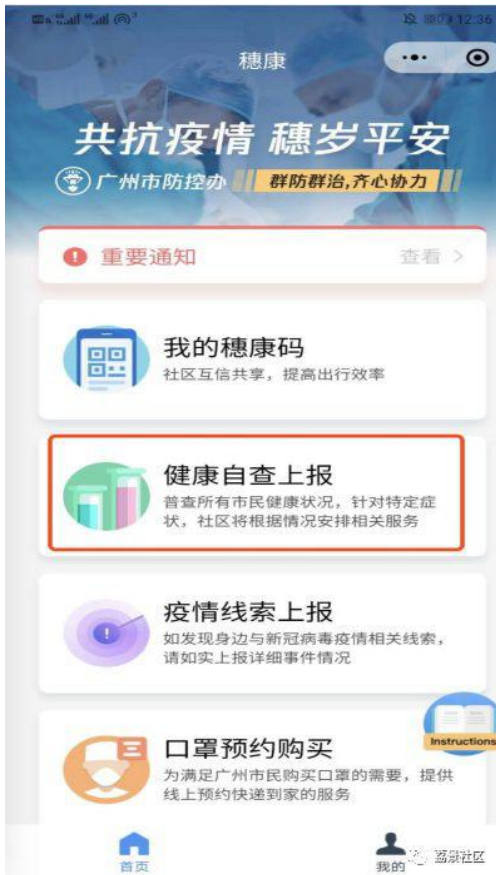 12:36
穗康
共抗疫情 穗岁平安
广州市防控办 群防群治,齐心协力
重要通知 查看
我的穗康码
社区互信共享，提高出行效率
健康自查上报
普查所有市民健康状况，针对特定症
状，社区将根据情况安排相关服务
疫情线索上报
如发现身边与新冠病毒疫情相关线索，
请如实上报详细事件情况
Instructions
口罩预约购买
为满足广州市民购买口罩的需要，提供
线上预约快递到家的服务
首页 我的
荔景社区